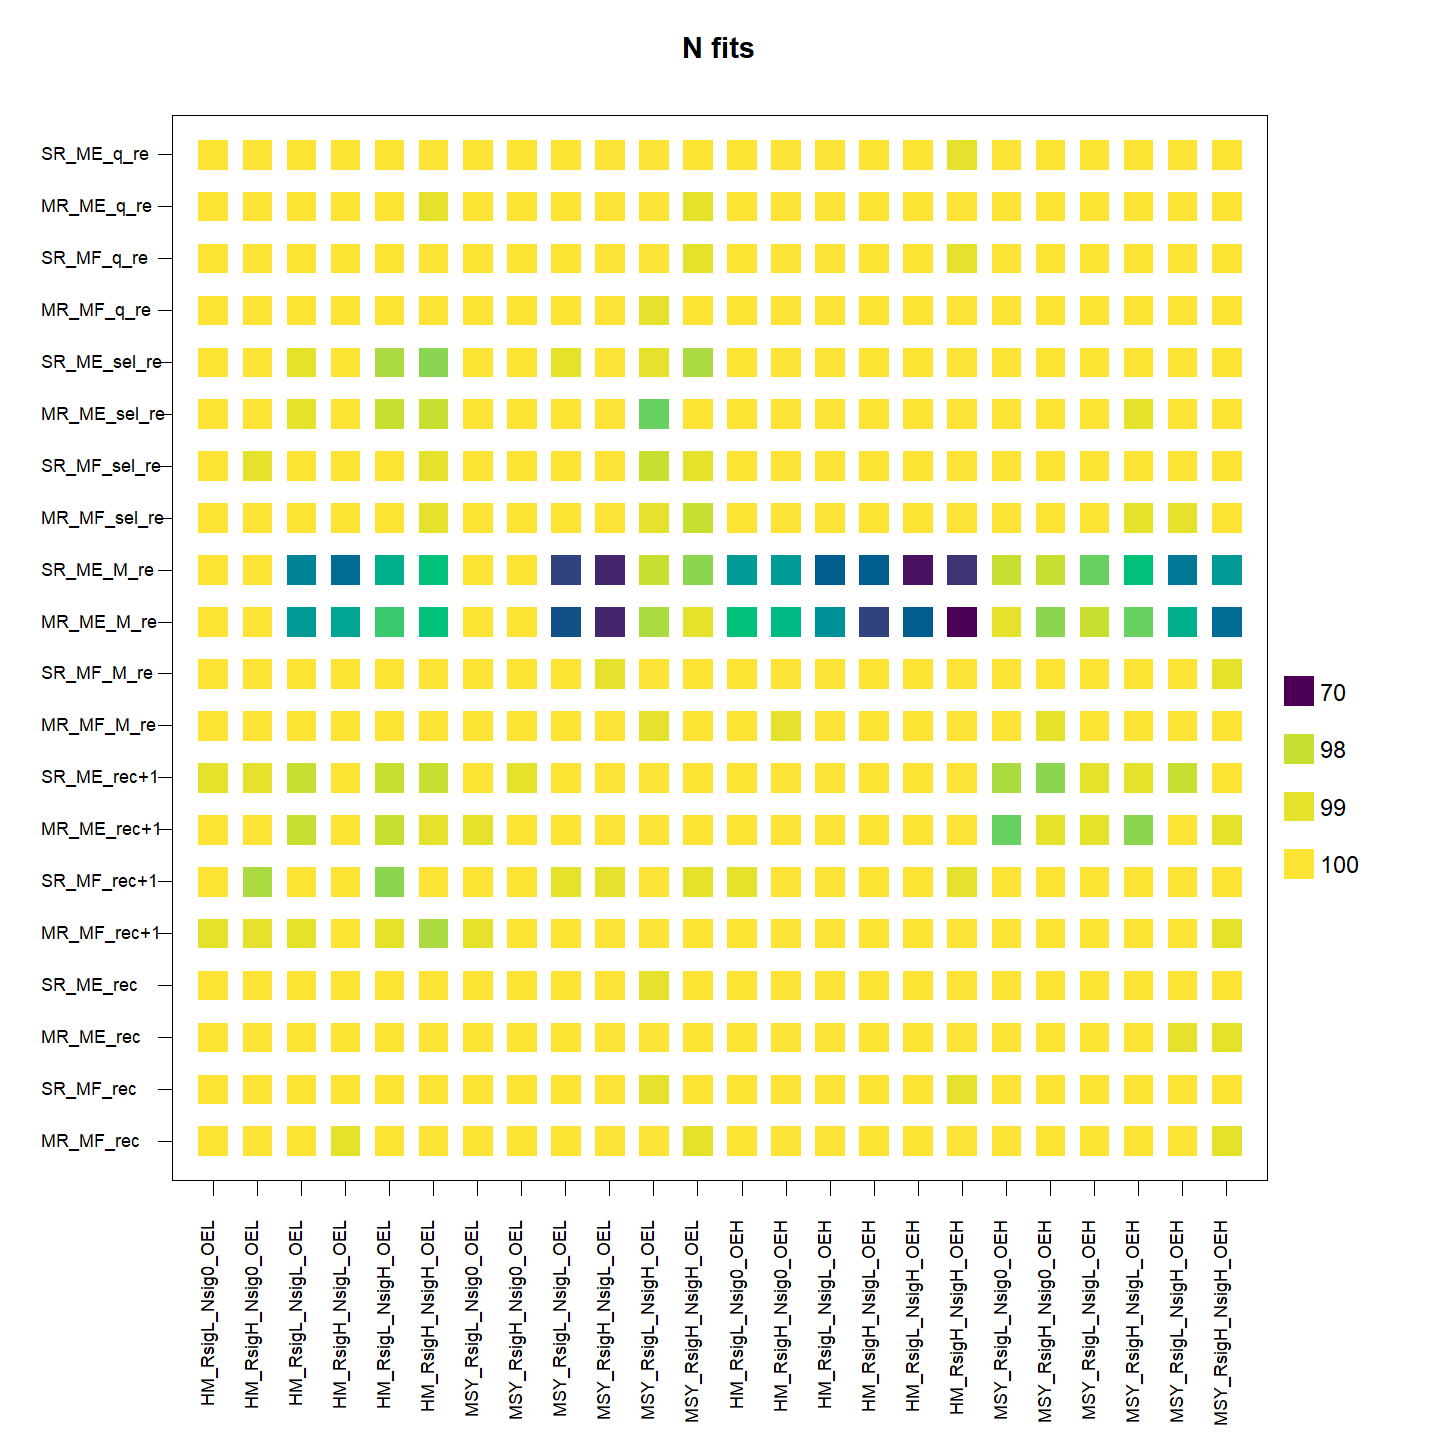 N fits
SR_ME_q_re
MR_ME_q_re
SR_MF_q_re
MR_MF_q_re
SR_ME_sel_re
MR_ME_sel_re
SR_MF_sel_re
MR_MF_sel_re
SR_ME_M_re
MR_ME_M_re
SR_MF_M_re
MR_MF_M_re
SR_ME_rec+1
MR_ME_rec+1
SR_MF_rec+1
MR_MF_rec+1
SR_ME_rec
MR_ME_rec
SR_MF_rec
MR_MF_rec
70
98
99
100
HM_RsigL_Nsig0_OEL
HM_RsigH_Nsig0_OEL
HM_RsigL_NsigL_OEL
HM_RsigH_NsigL_OEL
HM_RsigL_NsigH_OEL
HM_RsigH_NsigH_OEL
MSY_RsigL_Nsig0_OEL
MSY_RsigH_Nsig0_OEL
MSY_RsigL_NsigL_OEL
MSY_RsigH_NsigL_OEL
MSY_RsigL_NsigH_OEL
MSY_RsigH_NsigH_OEL
HM_RsigL_Nsig0_OEH
HM_RsigH_Nsig0_OEH
HM_RsigL_NsigL_OEH
HM_RsigH_NsigL_OEH
HM_RsigL_NsigH_OEH
HM_RsigH_NsigH_OEH
MSY_RsigL_Nsig0_OEH
MSY_RsigH_Nsig0_OEH
MSY_RsigL_NsigL_OEH
MSY_RsigH_NsigL_OEH
MSY_RsigL_NsigH_OEH
MSY_RsigH_NsigH_OEH